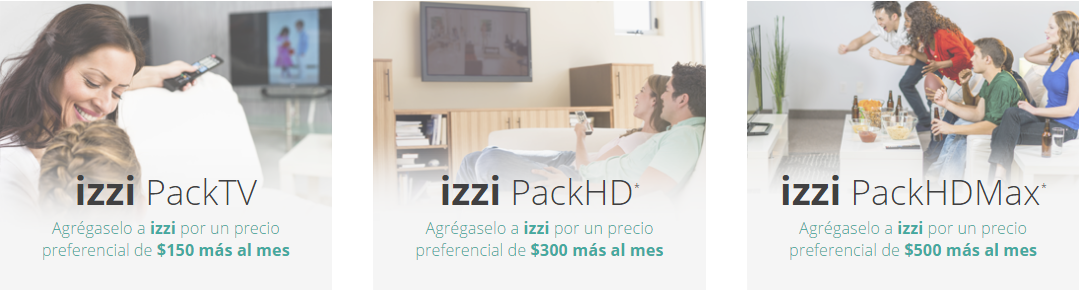 izzi PackTV
Agrégaselo a izzi por un precio
preferencial de $150 más al mes
izzi PackHD*
Agrégaselo a izzi por un precio
preferencial de $300 más al mes
izzi PackHDMax*
Agrégaselo a izzi por un precio
preferencial de $500 más al mes